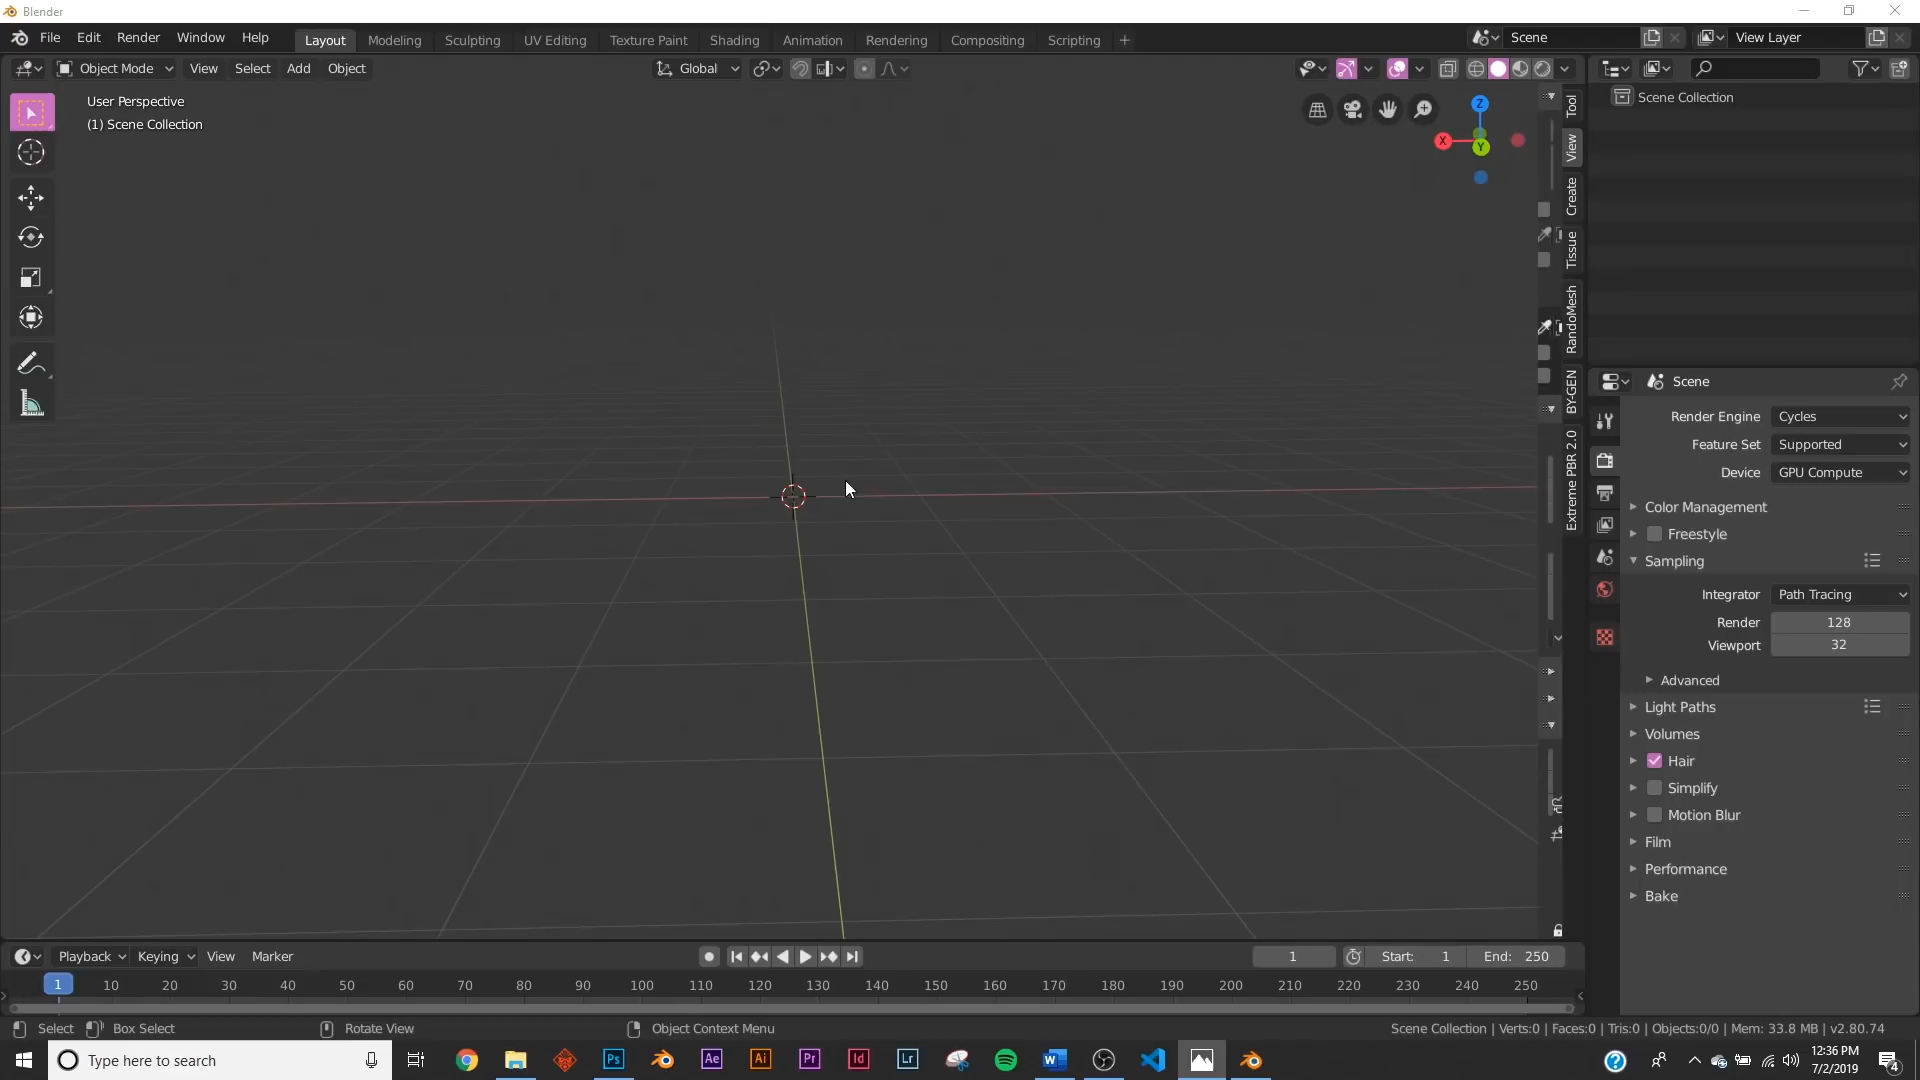 Blender
File Edit Render Window Help Layout Modeling Sculpting UV Editing Texture Paint Shading Animation Rendering Compositing Scripting + Scene View Layer
Object Mode View Select Add Object Global
User Perspective
(1) Scene Collection
Z
X
Y
Tool
View
Create
Tissue
RandoMesh
BY-GEN
Extreme PBR 2.0
Scene Collection
Scene
Render Engine Cycles
Feature Set Supported
Device GPU Compute
Color Management
Freestyle
Sampling
Integrator Path Tracing
Render 128
Viewport 32
Advanced
Light Paths
Volumes
Hair
Simplify
Motion Blur
Film
Performance
Bake
Playback Keying View Marker 1 Start: 1 End: 250
1 10 20 30 40 50 60 70 80 90 100 110 120 130 140 150 160 170 180 190 200 210 220 230 240 250
Select Box Select Rotate View Object Context Menu Scene Collection | Verts:0 | Faces:0 | Tris:0 | Objects:0/0 | Mem: 33.8 MB | v2.80.74
Type here to search Ps Ae Ai Pr Id Lr W ? 12:36 PM
7/2/2019 4